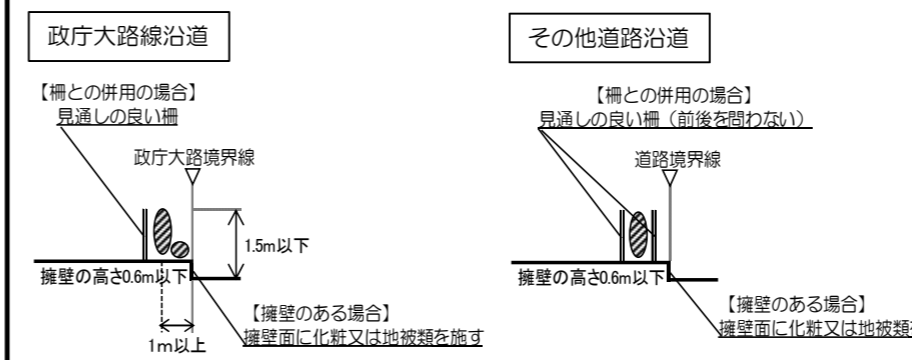 政庁大路線沿道
【柵との併用の場合】
見通しの良い柵
政庁大路境界線
1.5m以下
擁壁の高さ0.6m以下
【擁壁のある場合】
擁壁面に化粧又は地被類を施す
1m以上
その他道路沿道
【柵との併用の場合】
見通しの良い柵（前後を問わない）
道路境界線
擁壁の高さ0.6m以下
【擁壁のある場合】
擁壁面に化粧又は地被類